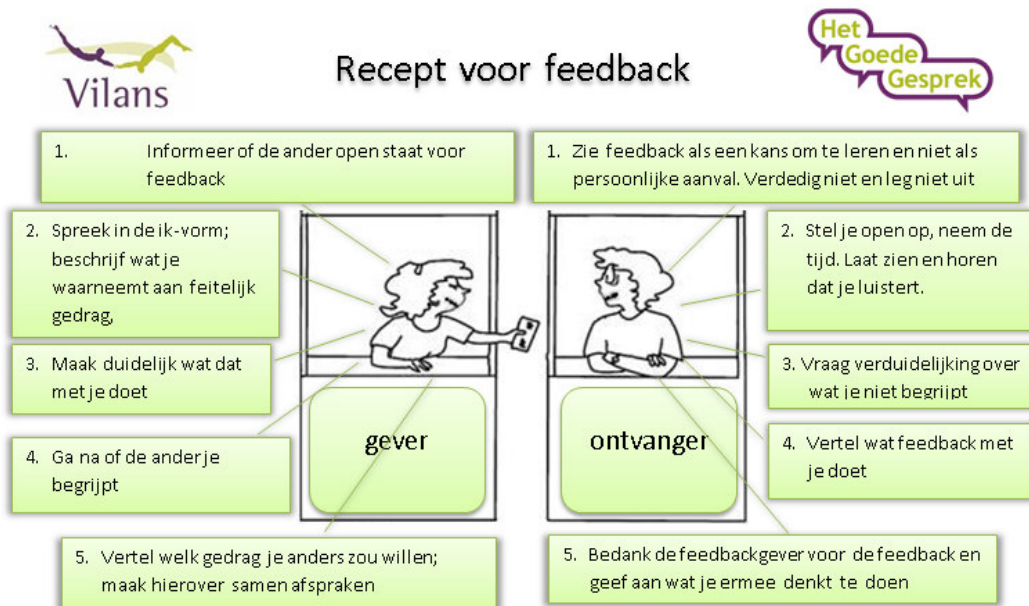 Vilans
Recept voor feedback
Het
Goede
Gesprek
1. Informeer of de ander open staat voor
feedback
2. Spreek in de ik-vorm;
beschrijf wat je
waarneemt aan feitelijk
gedrag,
3. Maak duidelijk wat dat
met je doet
4. Ga na of de ander je
begrijpt
5. Vertel welk gedrag je anders zou willen;
maak hierover samen afspraken
gever
1. Zie feedback als een kans om te leren en niet als
persoonlijke aanval. Verdedig niet en leg niet uit
2. Stel je open op, neem de
tijd. Laat zien en horen
dat je luistert.
3. Vraag verduidelijking over
wat je niet begrijpt
4. Vertel wat feedback met
je doet
5. Bedank de feedbackgever voor de feedback en
geef aan wat je ermee denkt te doen
ontvanger